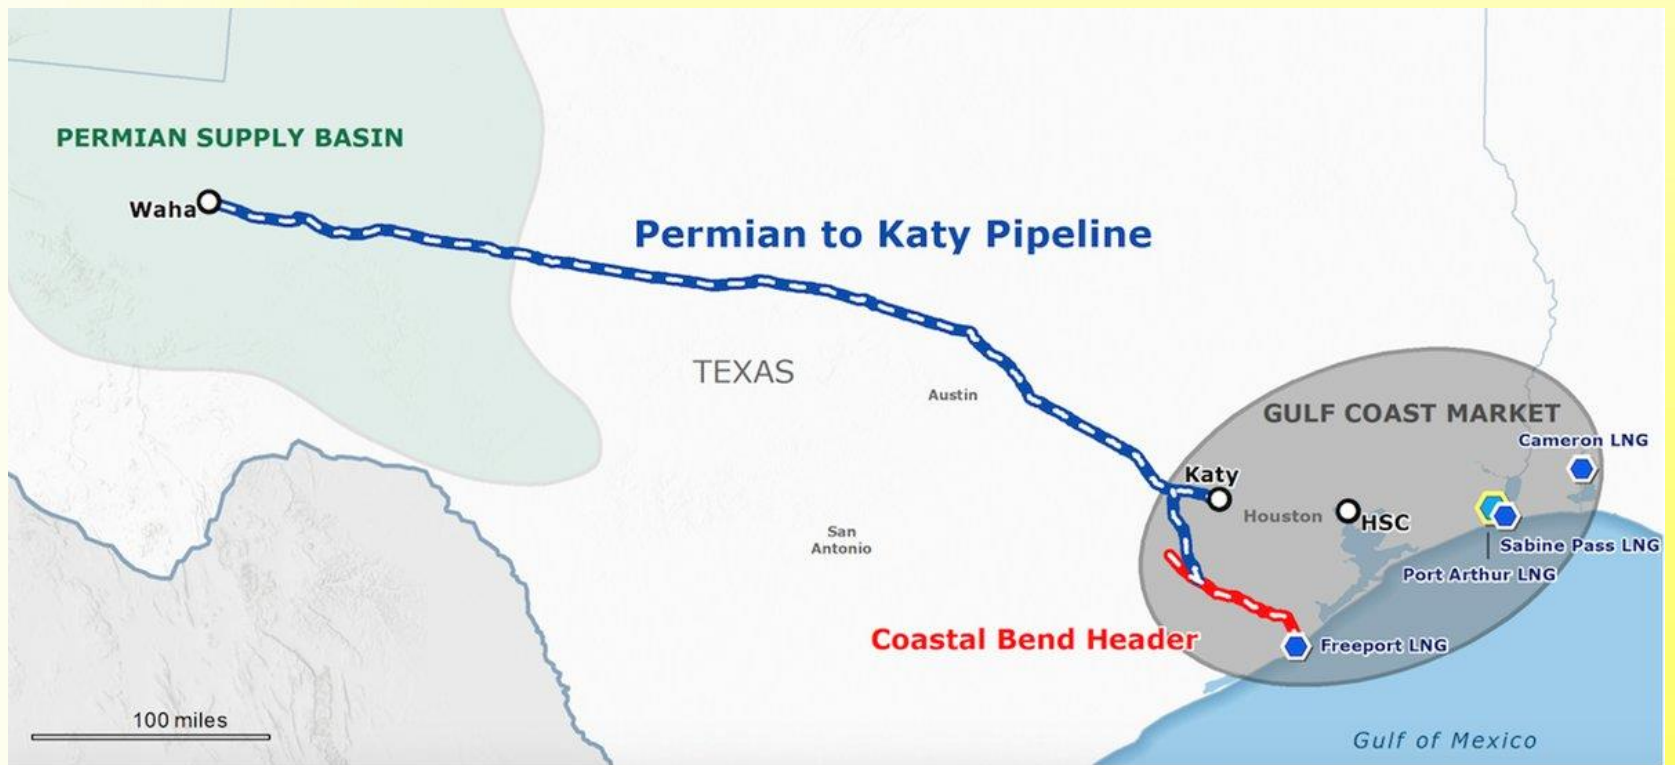 PERMIAN SUPPLY BASIN
Waha
Permian to Katy Pipeline
TEXAS
Austin
GULF COAST MARKET
Cameron LNG
Katy
Houston
HSC
San
Antonio
Sabine Pass LNG
Port Arthur LNG
Coastal Bend Header
Freeport LNG
100 miles
Gulf of Mexico